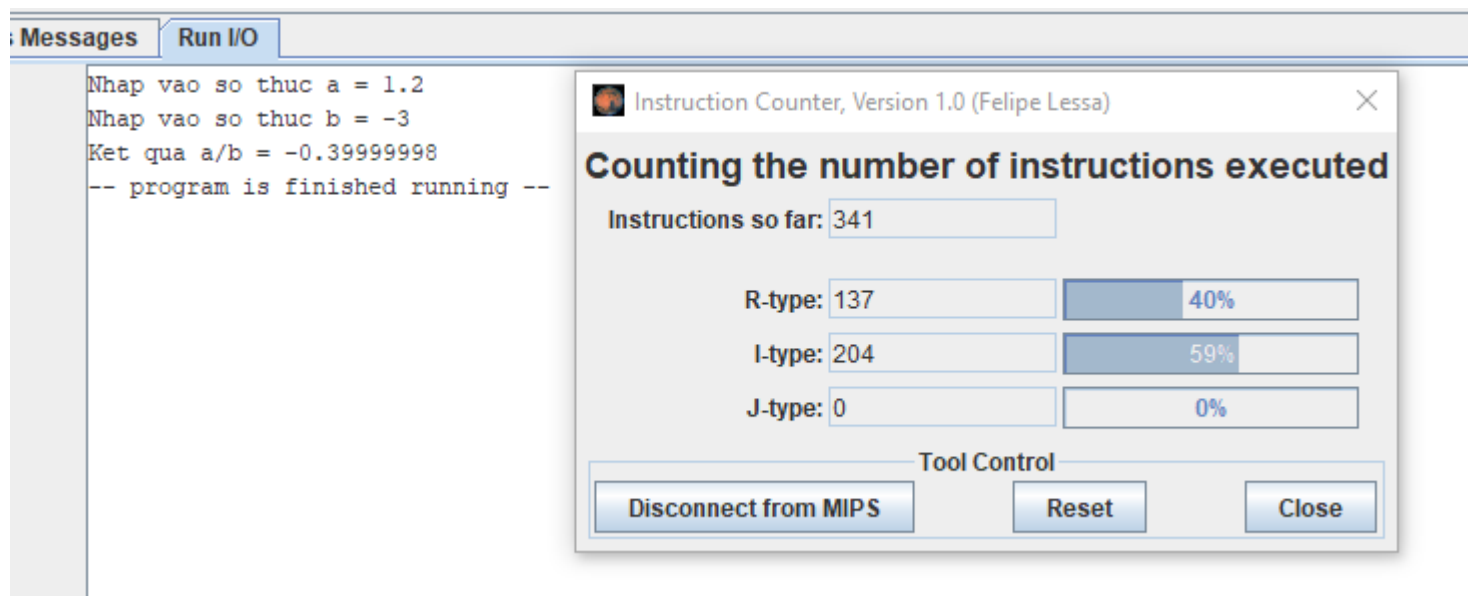 Messages Run I/O
Nhap vao so thuc a = 1.2
Nhap vao so thuc b = -3
Ket qua a/b = -0.39999998
-- program is finished running --
Instruction Counter, Version 1.0 (Felipe Lessa)
Counting the number of instructions executed
Instructions so far: 341
R-type: 137 40%
I-type: 204 59%
J-type: 0 0%
Tool Control
Disconnect from MIPS Reset Close